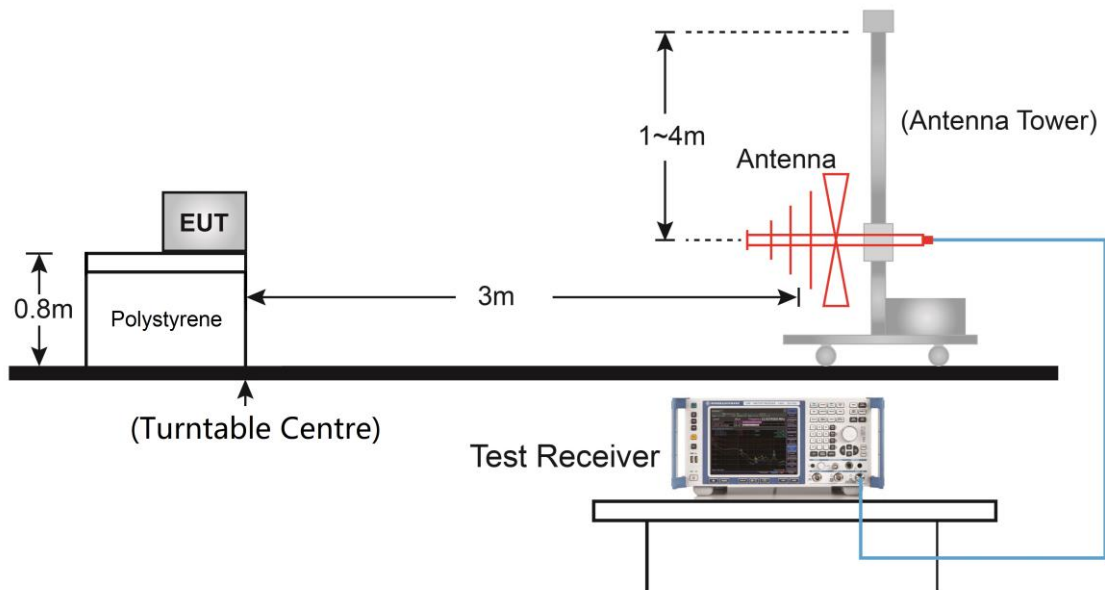 1~4m
(Antenna Tower)
Antenna
EUT
0.8m
Polystyrene
3m
(Turntable Centre)
Test Receiver